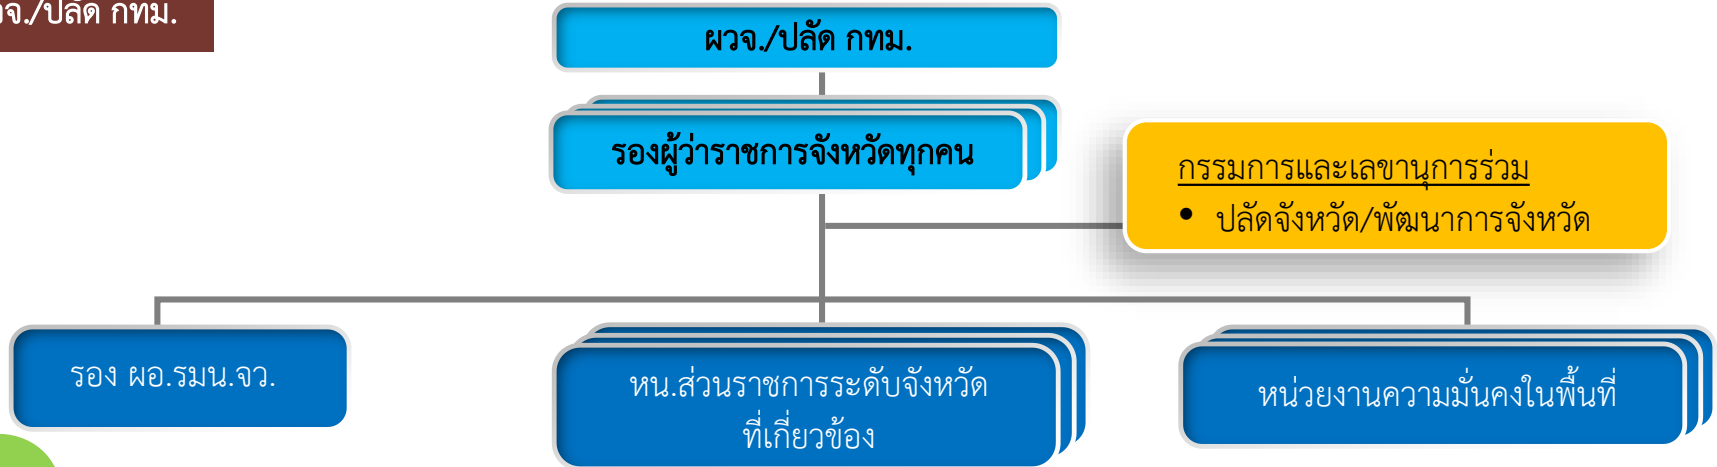 จ./ปลัด กทม.
ผวจ./ปลัด กทม.
รองผู้ว่าราชการจังหวัดทุกคน
กรรมการและเลขานุการร่วม
• ปลัดจังหวัด/พัฒนาการจังหวัด
รอง ผอ.รมน.จว.
หน.ส่วนราชการระดับจังหวัด
ที่เกี่ยวข้อง
หน่วยงานความมั่นคงในพื้นที่